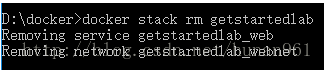 D:\docker>docker stack rm getstartedlab
Removing service getstartedlab_web
Removing network getstartedlab_webnet